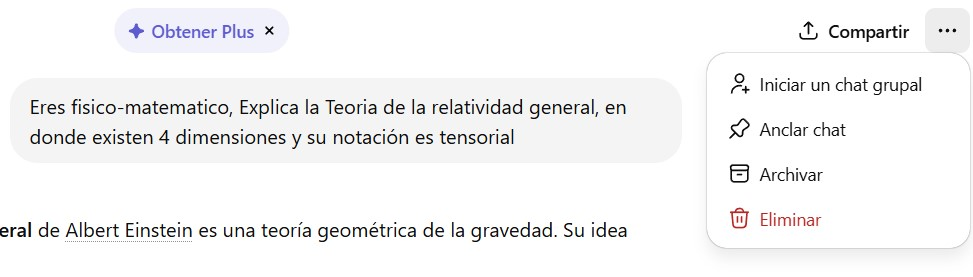 Obtener Plus ×
Compartir ...
Iniciar un chat grupal
Anclar chat
Archivar
Eliminar
Eres fisico-matematico, Explica la Teoria de la relatividad general, en
donde existen 4 dimensiones y su notación es tensorial
eral de Albert Einstein es una teoría geométrica de la gravedad. Su idea